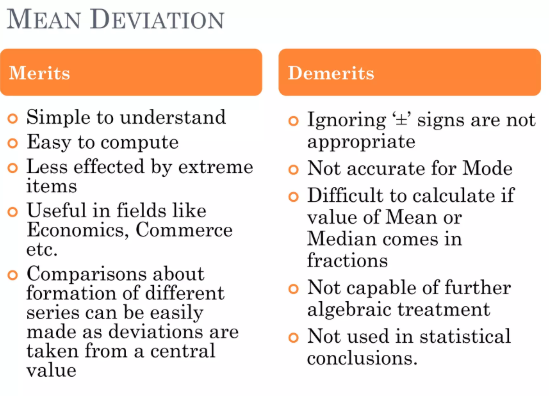 MEAN DEVIATION
Merits
Simple to understand
Easy to compute
Less effected by extreme
items
Useful in fields like
Economics, Commerce
etc.
Comparisons about
formation of different
series can be easily
made as deviations are
taken from a central
value
Demerits
Ignoring ‘±’ signs are not
appropriate
Not accurate for Mode
Difficult to calculate if
value of Mean or
Median comes in
fractions
Not capable of further
algebraic treatment
Not used in statistical
conclusions.